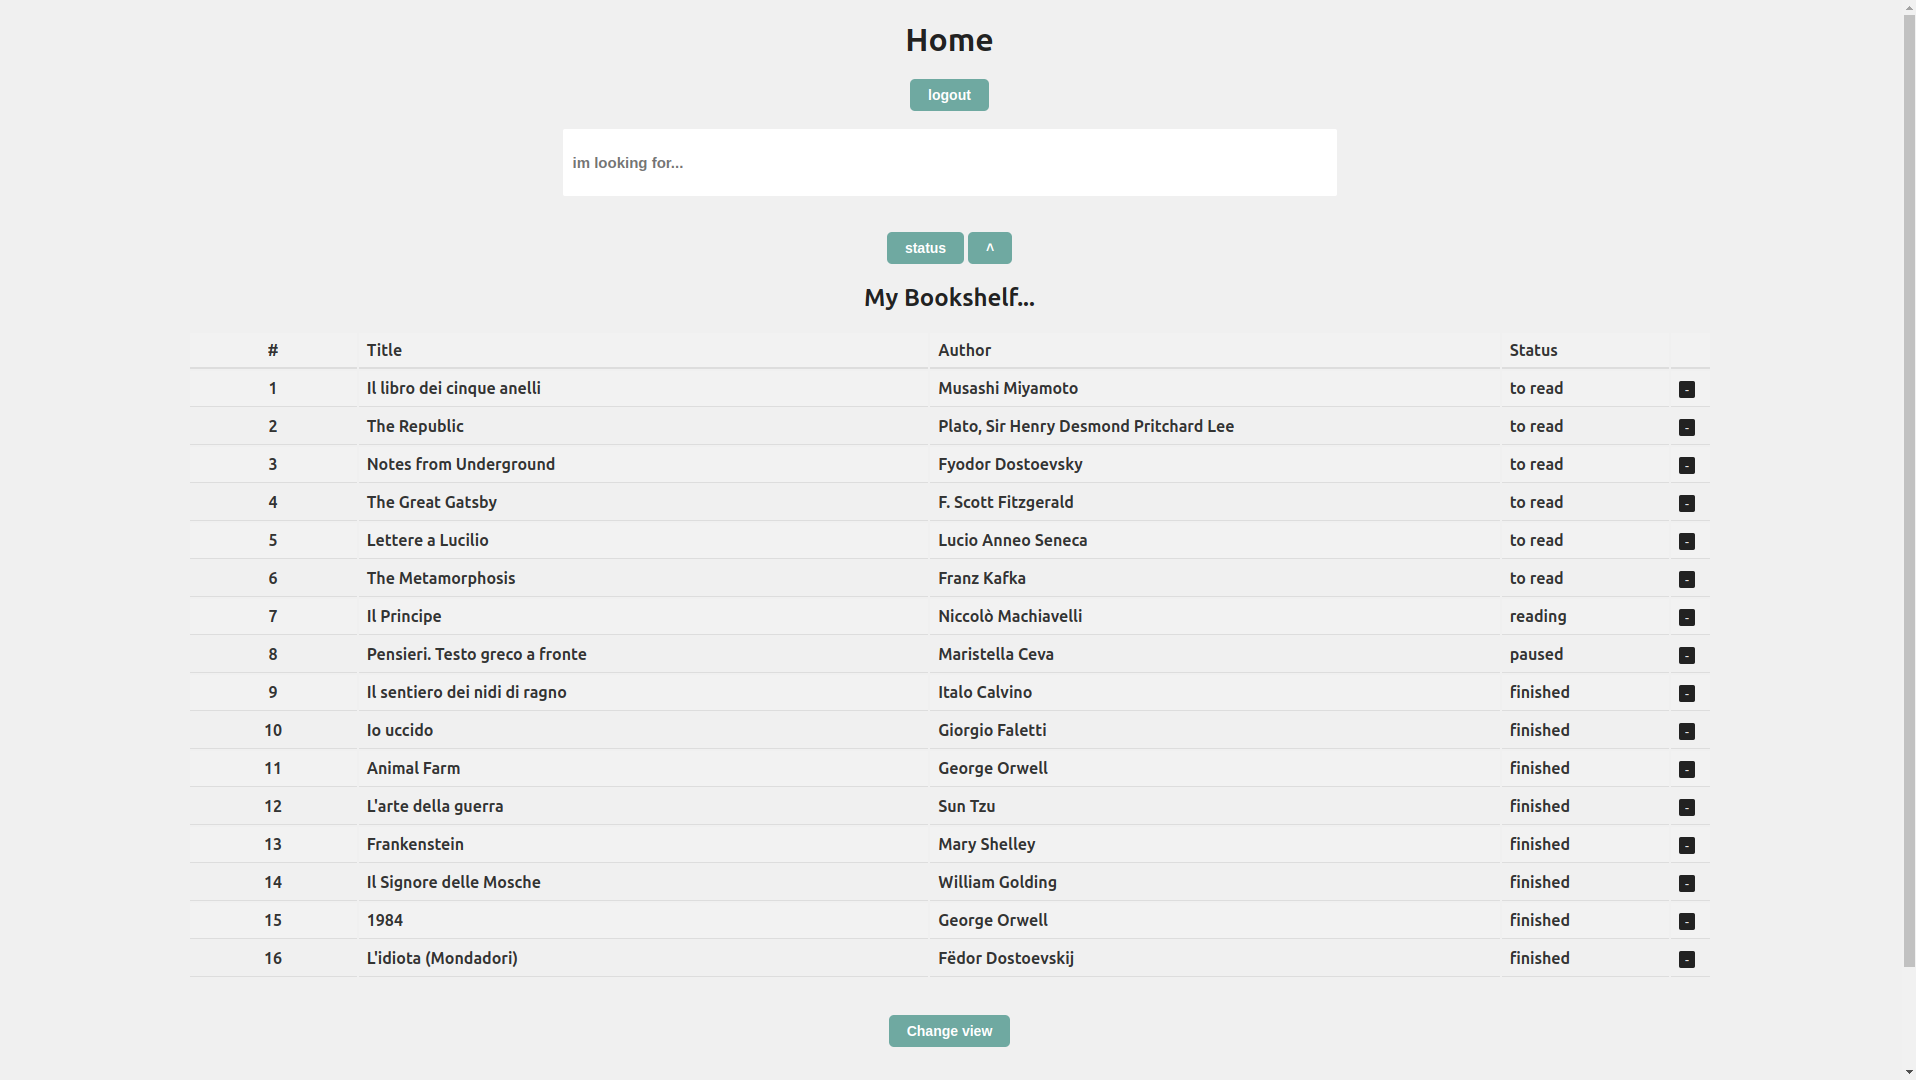 Home
logout
im looking for...
status ^
My Bookshelf...
# Title Author Status
1 Il libro dei cinque anelli Musashi Miyamoto to read -
2 The Republic Plato, Sir Henry Desmond Pritchard Lee to read -
3 Notes from Underground Fyodor Dostoevsky to read -
4 The Great Gatsby F. Scott Fitzgerald to read -
5 Lettere a Lucilio Lucio Anneo Seneca to read -
6 The Metamorphosis Franz Kafka to read -
7 Il Principe Niccolò Machiavelli reading -
8 Pensieri. Testo greco a fronte Maristella Ceva paused -
9 Il sentiero dei nidi di ragno Italo Calvino finished -
10 Io uccido Giorgio Faletti finished -
11 Animal Farm George Orwell finished -
12 L'arte della guerra Sun Tzu finished -
13 Frankenstein Mary Shelley finished -
14 Il Signore delle Mosche William Golding finished -
15 1984 George Orwell finished -
16 L'idiota (Mondadori) Fëdor Dostoevskij finished -
Change view